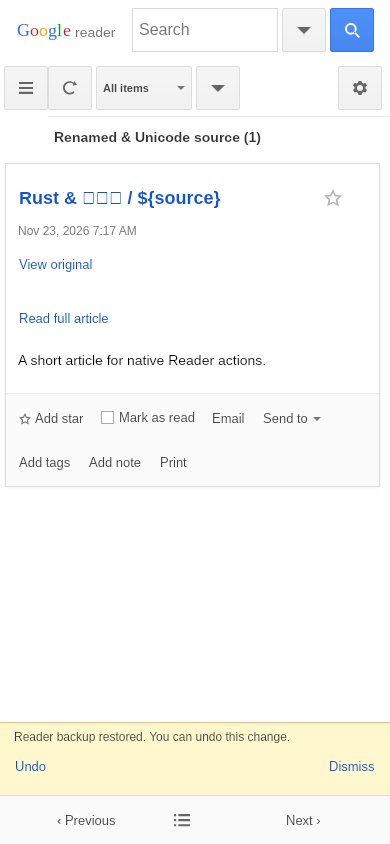 Google reader
Search
All items
Renamed & Unicode source (1)
Rust & / ${source}
Nov 23, 2026 7:17 AM
View original
Read full article
A short article for native Reader actions.
Add star Mark as read Email Send to
Add tags Add note Print
Reader backup restored. You can undo this change.
Undo Dismiss
‹ Previous Next ›